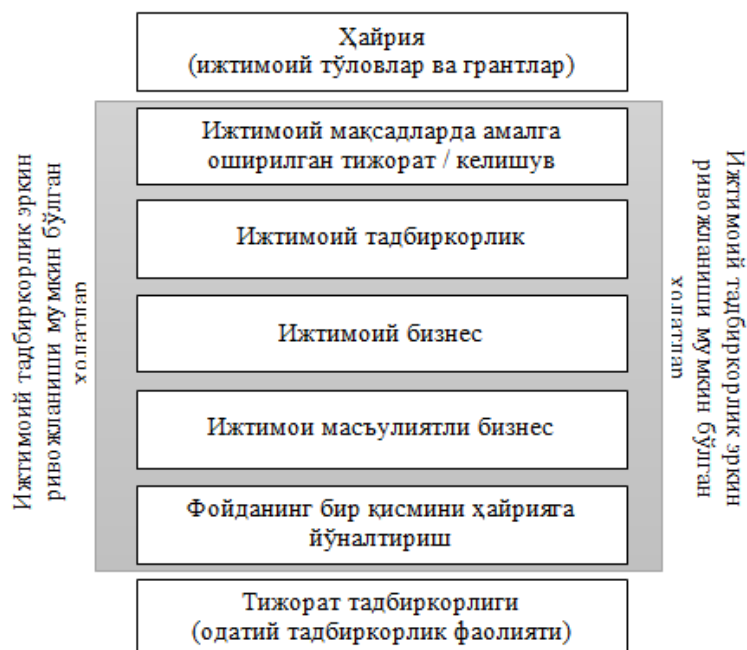 Ҳайрия
(ижтимоий тўловлар ва грантлар)
Ижтимоий тадбиркорлик эркин
ривожланиши мумкин бўлган
ҳолатлар
Ижтимоий мақсадларда амалга
оширилган тижорат / келишув
Ижтимоий тадбиркорлик
Ижтимоий бизнес
Ижтимои масъулиятли бизнес
Фойданинг бир қисмини ҳайрияга
йўналтириш
Ижтимоий тадбиркорлик эркин
ривожланиши мумкин бўлган
ҳолатлар
Тижорат тадбиркорлиги
(одатий тадбиркорлик фаолияти)